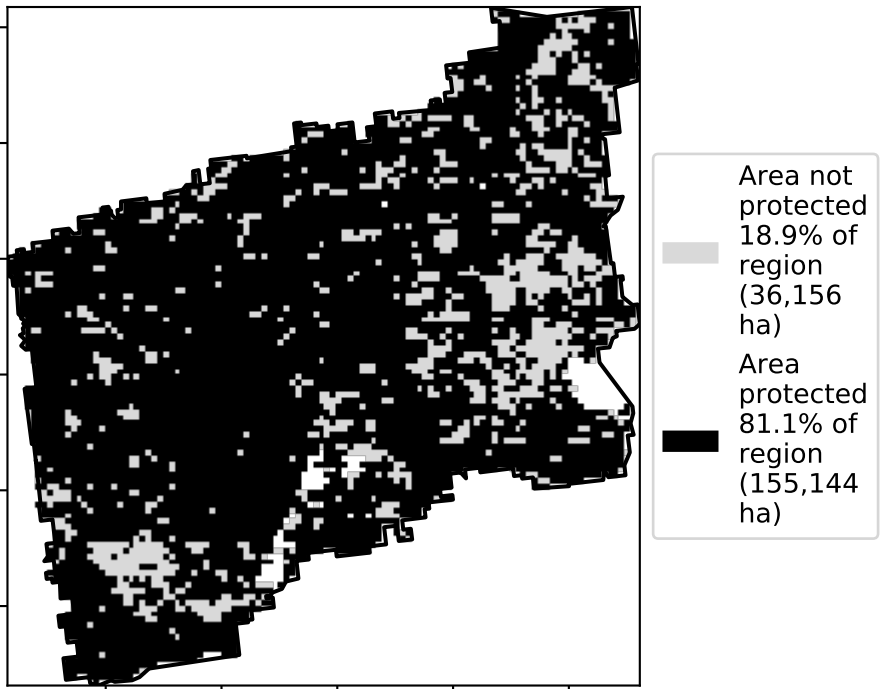 Area not
protected
18.9% of
region
(36,156
ha)
Area
protected
81.1% of
region
(155,144
ha)